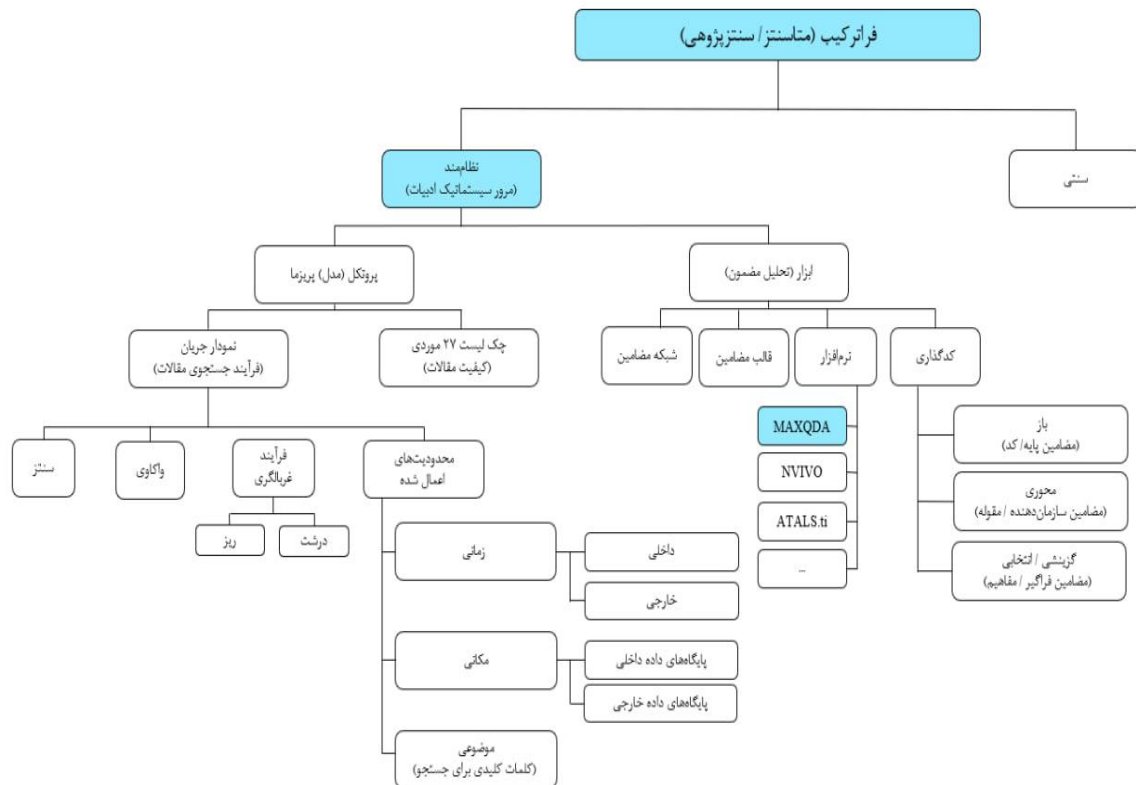 فراترکیب (متاسنتز/ سنتزپژوهی)
سنتی
نظام‌مند
(مرور سیستماتیک ادبیات)
ابزار (تحلیل مضمون)
پروتکل (مدل) پریزما
کدگذاری
نرم‌افزار
قالب مضامین
شبکه مضامین
چک لیست ۲۷ موردی
(کیفیت مقالات)
نمودار جریان
(فرآیند جستجوی مقالات)
باز
(مضامین پایه/ کد)
محوری
(مضامین سازمان‌دهنده / مقوله)
گزینشی / انتخابی
(مضامین فراگیر / مفاهیم)
MAXQDA
NVIVO
ATALS.ti
...
محدودیت‌های
اعمال شده
فرآیند
غربالگری
واکاوی
سنتز
درشت
ریز
زمانی
داخلی
خارجی
مکانی
پایگاه‌های داده داخلی
پایگاه‌های داده خارجی
موضوعی
(کلمات کلیدی برای جستجو)